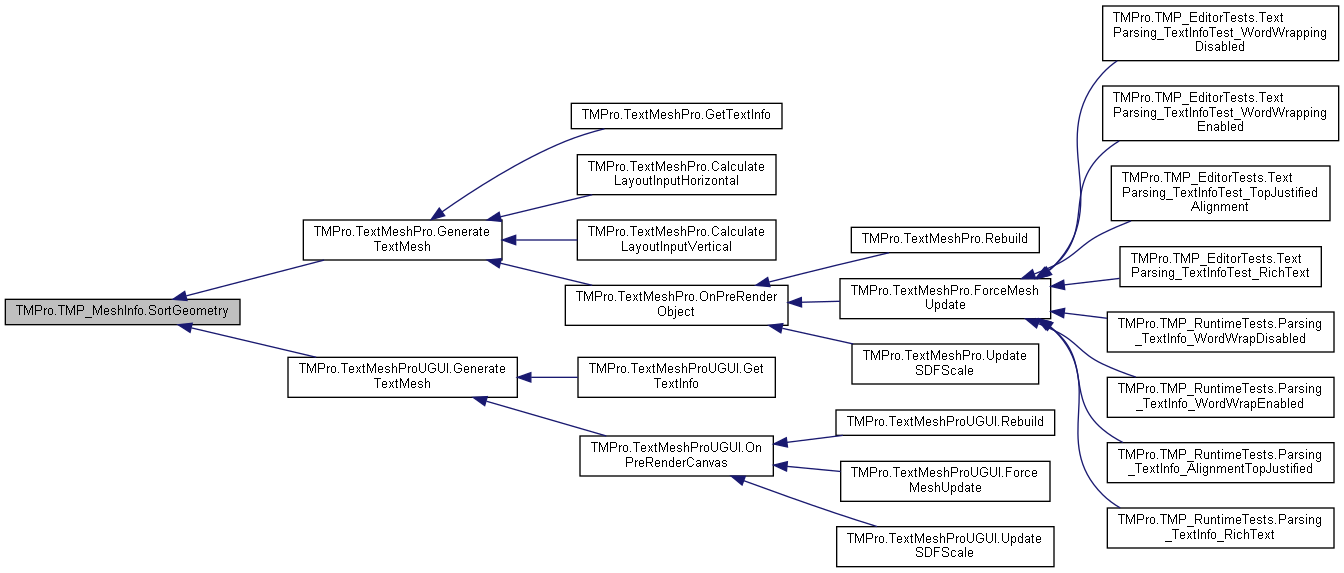 TMPro.TMP_MeshInfo.SortGeometry
TMPro.TextMeshPro.Generate
TextMesh
TMPro.TextMeshProUGUI.Generate
TextMesh
TMPro.TextMeshPro.GetTextInfo
TMPro.TextMeshPro.Calculate
LayoutInputHorizontal
TMPro.TextMeshPro.Calculate
LayoutInputVertical
TMPro.TextMeshPro.OnPreRender
Object
TMPro.TextMeshProUGUI.Get
TextInfo
TMPro.TextMeshProUGUI.On
PreRenderCanvas
TMPro.TextMeshPro.Rebuild
TMPro.TextMeshPro.ForceMesh
Update
TMPro.TextMeshPro.Update
SDFScale
TMPro.TextMeshProUGUI.Rebuild
TMPro.TextMeshProUGUI.Force
MeshUpdate
TMPro.TextMeshProUGUI.Update
SDFScale
TMPro.TMP_EditorTests.Text
Parsing_TextInfoTest_WordWrapping
Disabled
TMPro.TMP_EditorTests.Text
Parsing_TextInfoTest_WordWrapping
Enabled
TMPro.TMP_EditorTests.Text
Parsing_TextInfoTest_TopJustified
Alignment
TMPro.TMP_EditorTests.Text
Parsing_TextInfoTest_RichText
TMPro.TMP_RuntimeTests.Parsing
_TextInfo_WordWrapDisabled
TMPro.TMP_RuntimeTests.Parsing
_TextInfo_WordWrapEnabled
TMPro.TMP_RuntimeTests.Parsing
_TextInfo_AlignmentTopJustified
TMPro.TMP_RuntimeTests.Parsing
_TextInfo_RichText